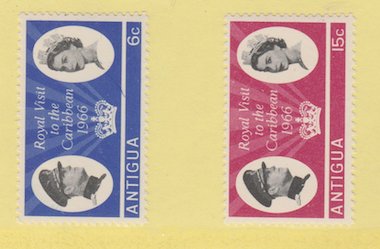 6c
Royal Visit
to the
Caribbean
1966
ANTIGUA
15c
Royal Visit
to the
Caribbean
1966
ANTIGUA